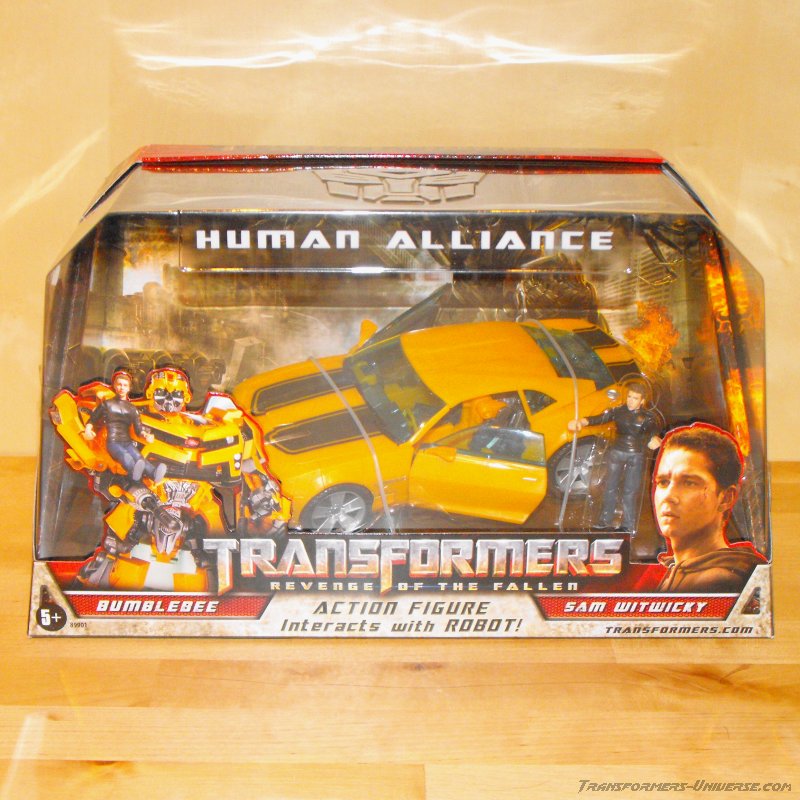 HUMAN ALLIANCE
TRANSFORMERS
REVENGE OF THE FALLEN
BUMBLEBEE
ACTION FIGURE
SAM WITWICKY
5+
89901
Interacts with ROBOT!
TRANSFORMERS.COM
TRANSFORMERS-UNIVERSE.COM